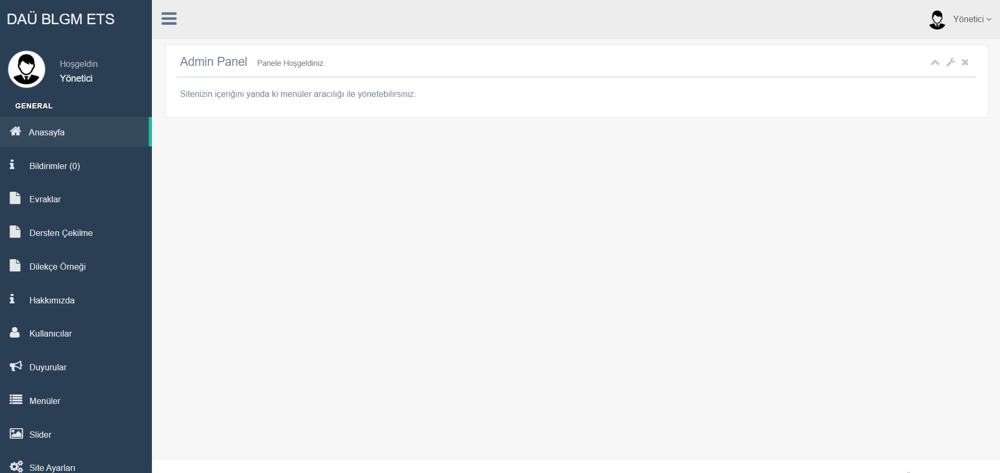 DAÜ BLGM ETS
Yönetici
Hoşgeldin
Yönetici
GENERAL
Anasayfa
Bildirimler (0)
Evraklar
Dersten Çekilme
Dilekçe Örneği
Hakkımızda
Kullanıcılar
Duyurular
Menüler
Slider
Site Ayarları
Admin Panel Panele Hoşgeldiniz.
Sitenizin içeriğini yanda ki menüler aracılığı ile yönetebilirsiniz.